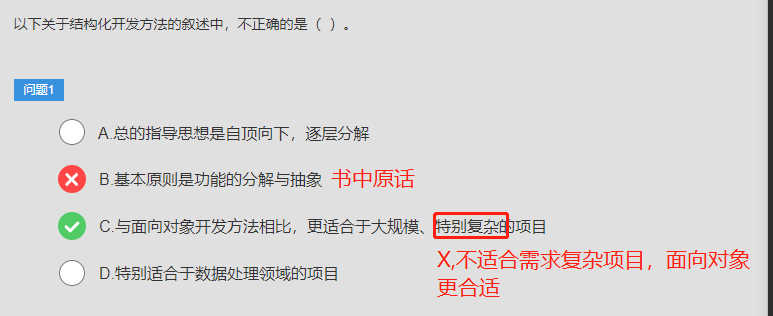 以下关于结构化开发方法的叙述中，不正确的是（ ）。
问题1
A.总的指导思想是自顶向下，逐层分解
B.基本原则是功能的分解与抽象 书中原话
C.与面向对象开发方法相比，更适合于大规模、特别复杂的项目
X,不适合需求复杂项目，面向对象
更合适
D.特别适合于数据处理领域的项目